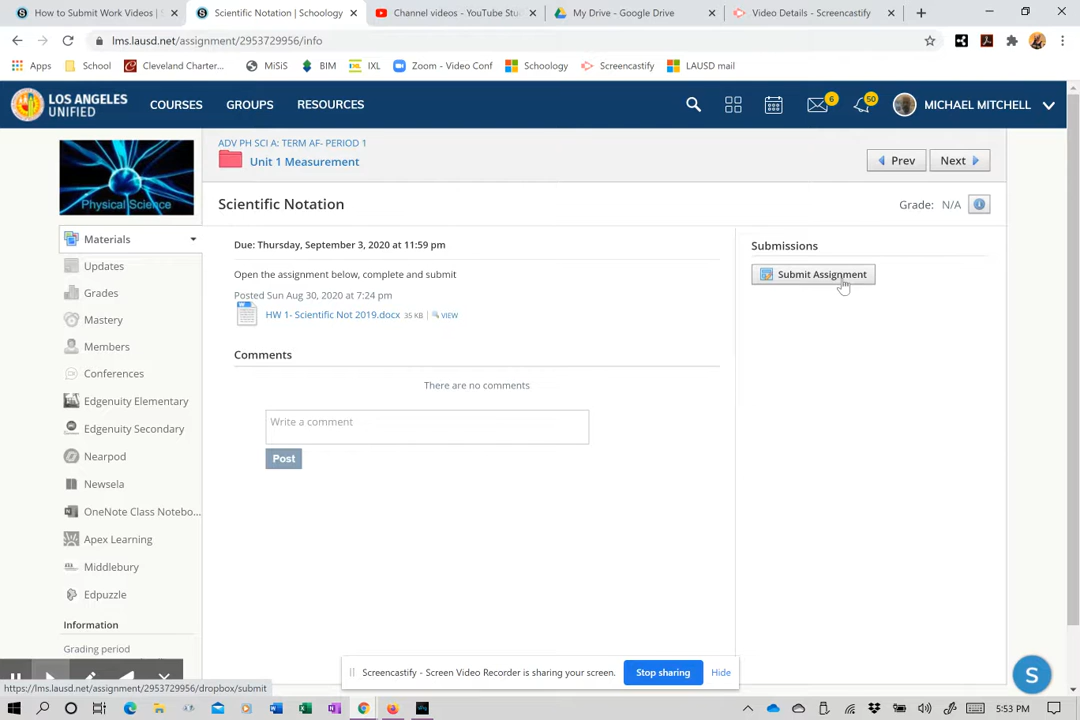 How to Submit Work Videos | S
Scientific Notation | Schoology
Channel videos - YouTube Stu
My Drive - Google Drive
Video Details - Screencastify
lms.lausd.net/assignment/2953729956/info
Apps
School
Cleveland Charter...
MiSiS
BIM
IXL
Zoom - Video Conf
Schoology
Screencastify
LAUSD mail
LOS ANGELES
UNIFIED
COURSES
GROUPS
RESOURCES
6
50
MICHAEL MITCHELL
Physical Science
ADV PH SCI A: TERM AF- PERIOD 1
Unit 1 Measurement
Prev
Next
Scientific Notation
Grade: N/A
Materials
Updates
Grades
Mastery
Members
Conferences
Edgenuity Elementary
Edgenuity Secondary
Nearpod
Newsela
OneNote Class Notebo...
Apex Learning
Middlebury
Edpuzzle
Information
Grading period
Due: Thursday, September 3, 2020 at 11:59 pm
Open the assignment below, complete and submit
Posted Sun Aug 30, 2020 at 7:24 pm
HW 1- Scientific Not 2019.docx 35 KB | VIEW
Comments
There are no comments
Write a comment
Post
Submissions
Submit Assignment
Screencastify - Screen Video Recorder is sharing your screen.
Stop sharing
Hide
S
https://lms.lausd.net/assignment/2953729956/dropbox/submit
5:53 PM